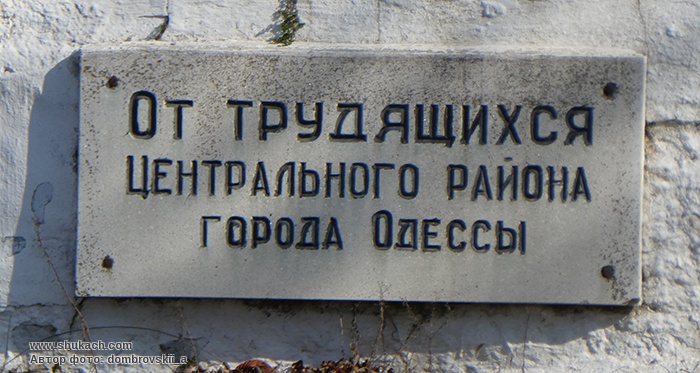 От трудящихся
Центрального района
города Одессы
www.shukach.com
Автор фото: dombrovskii_a